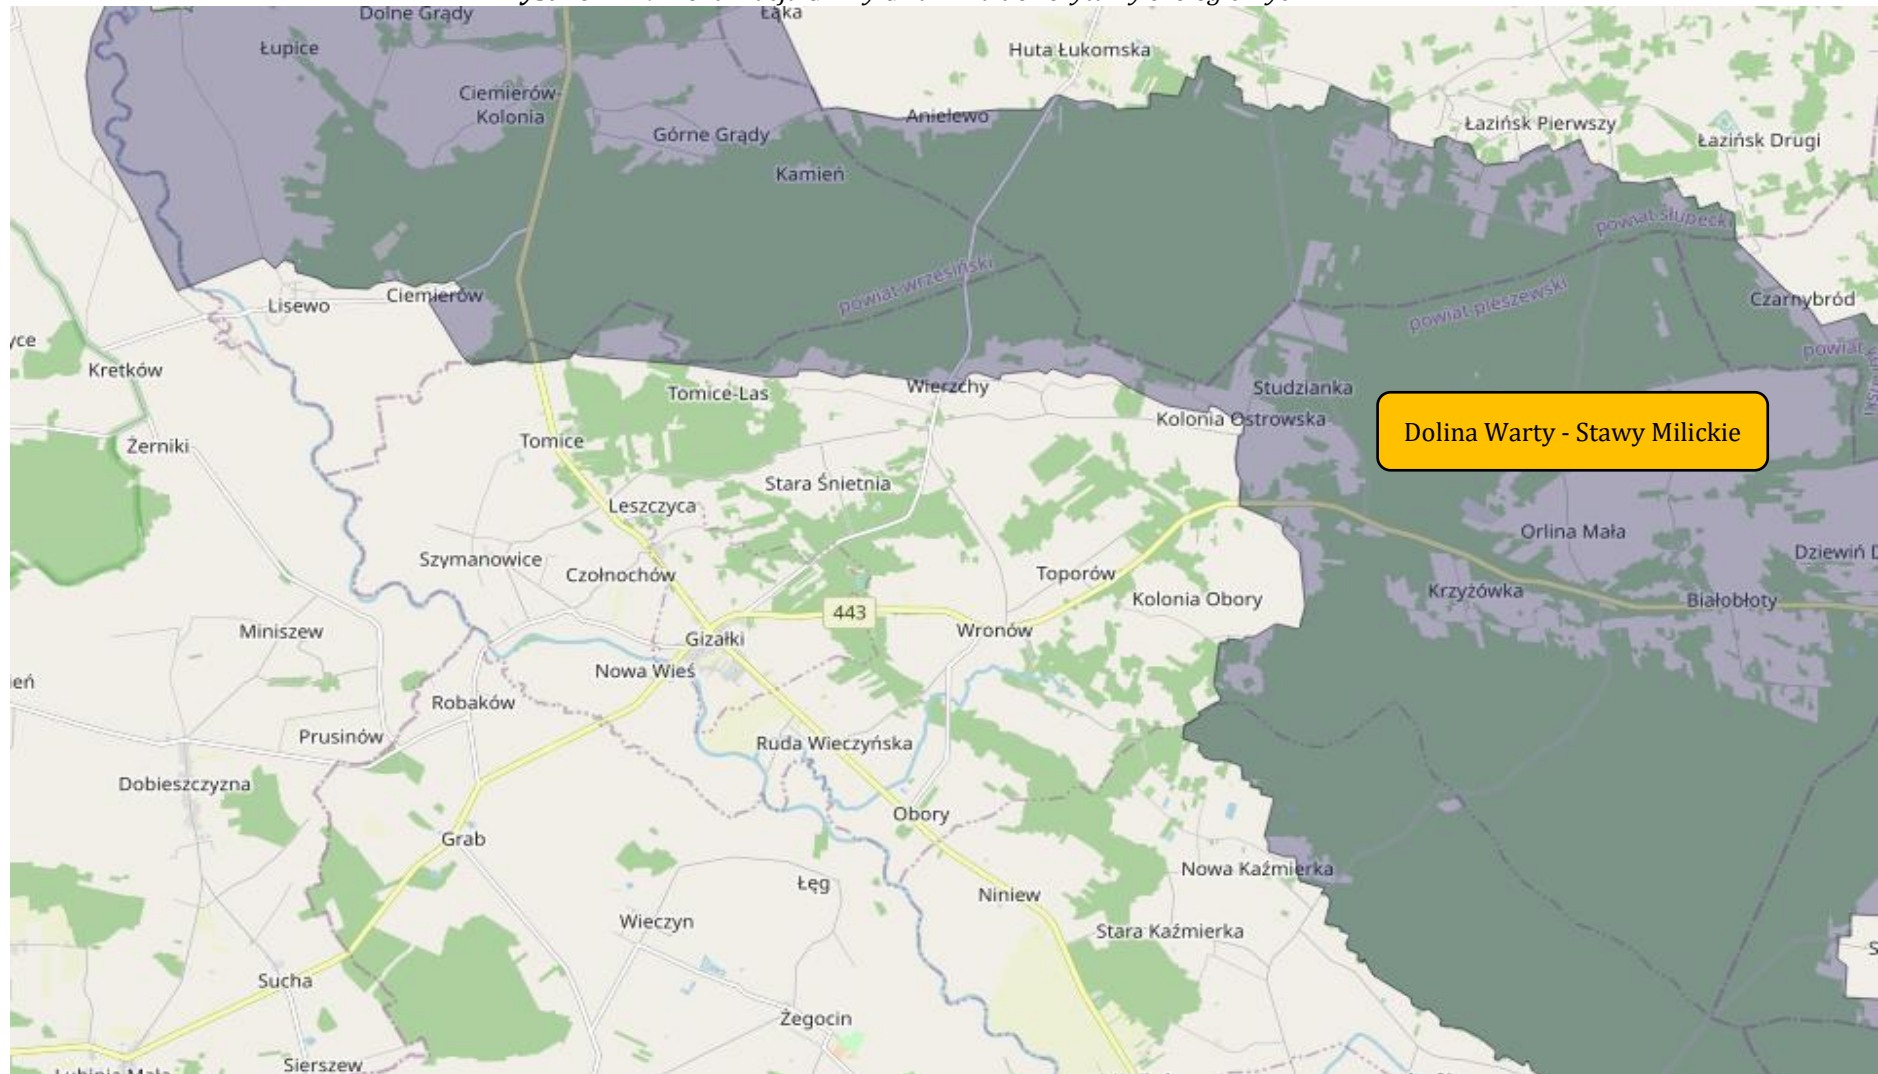 Dolne Grądy
Łąka
Łupice
Huta Łukomska
Ciemierów-
Kolonia
Anielewo
Górne Grądy
Łazińsk Pierwszy
Łazińsk Drugi
Kamień
powiat słupecki
powiat wrzesiński
powiat pleszewski
Czarnybród
Lisewo
Ciemierów
powiat
Kretków
Tomice-Las
Wierzchy
Studzianka
Kolonia Ostrowska
Dolina Warty - Stawy Milickie
Żerniki
Tomice
Stara Śnietnia
Leszczyca
Orlina Mała
Szymanowice
Czołnochów
Toporów
Dziewiń D
Kolonia Obory
Krzyżówka
Białobłoty
443
Miniszew
Gizałki
Wronów
Nowa Wieś
Robaków
Prusinów
Ruda Wieczyńska
Dobieszczyzna
Obory
Grab
Nowa Kaźmierka
Łęg
Niniew
Wieczyn
Stara Kaźmierka
Sucha
Żegocin
Sierszew